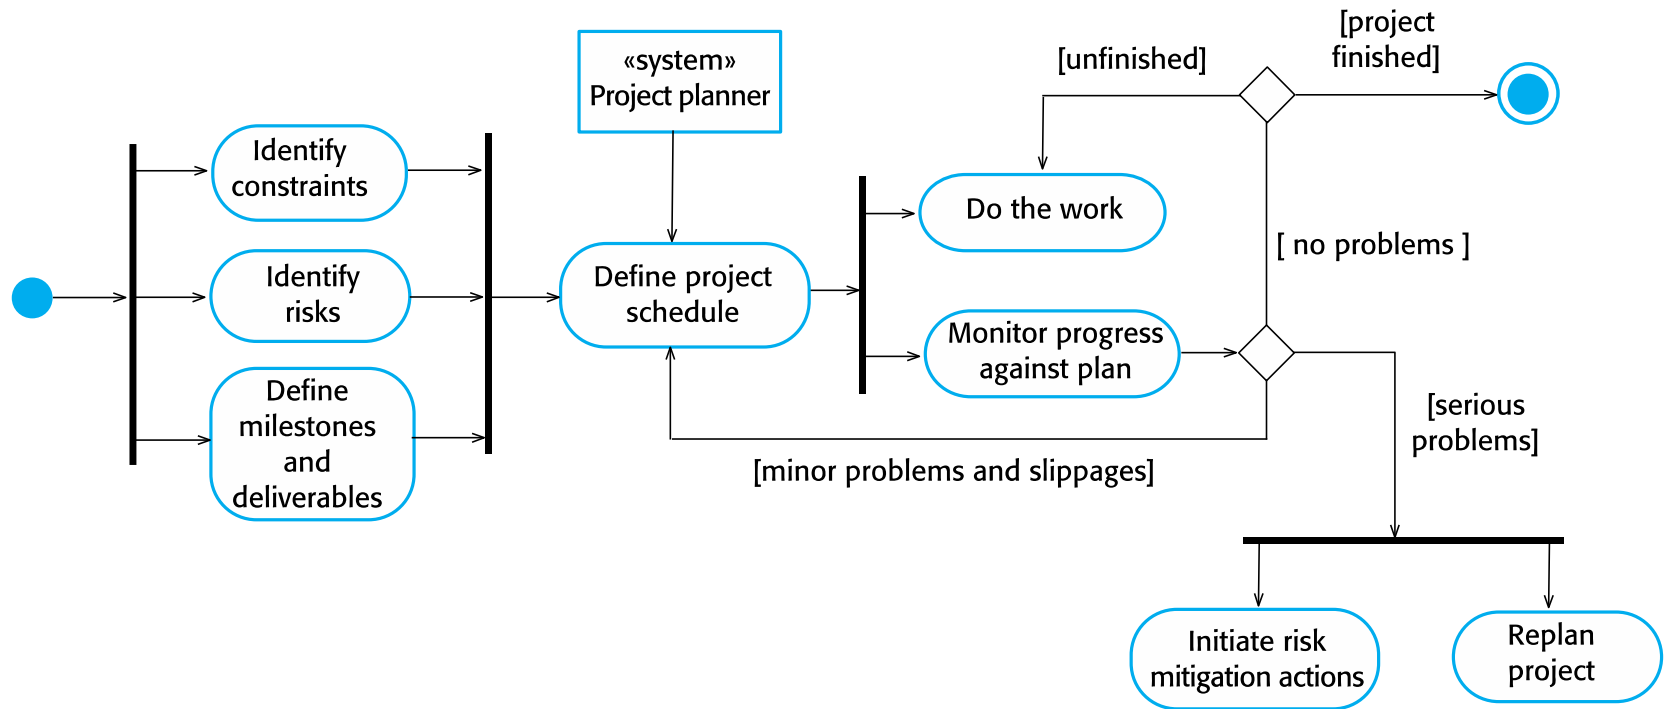 Identify
constraints
Identify
risks
Define
milestones
and
deliverables
«system»
Project planner
Define project
schedule
[unfinished]
[project
finished]
Do the work
[ no problems ]
Monitor progress
against plan
[minor problems and slippages]
[serious
problems]
Initiate risk
mitigation actions
Replan
project